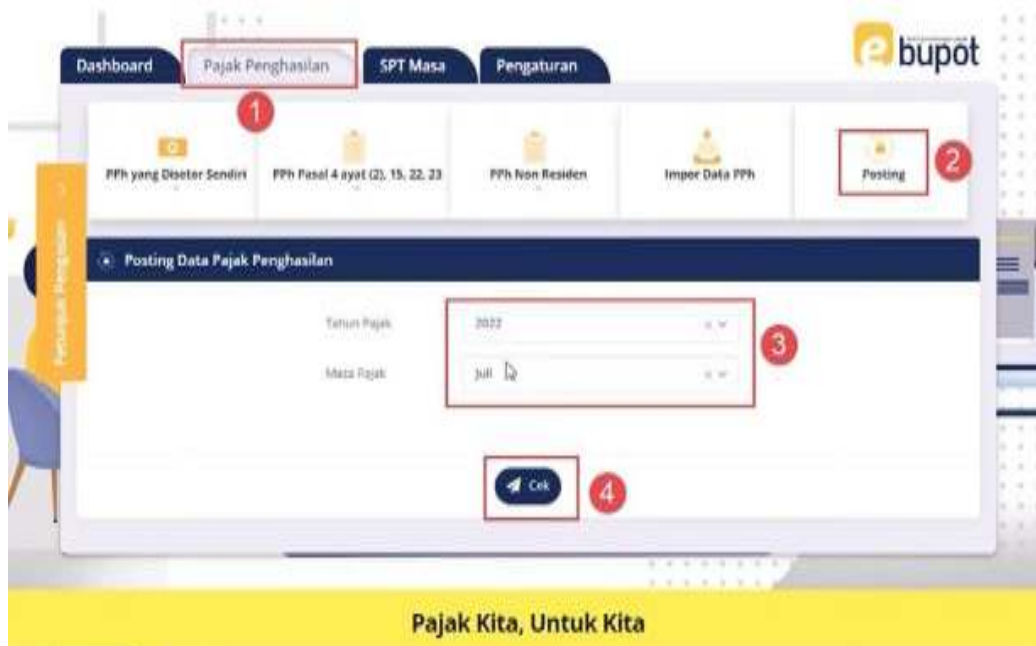 bupot
Dashboard Pajak Penghasilan SPT Masa Pengaturan
1
PPh yang Disetor Sendiri PPh Pasal 4 ayat (2), 15, 22, 23 PPh Non Residen Impor Data PPh Posting
2
Petunjuk Pengisian
Posting Data Pajak Penghasilan
Tahun Pajak 2022
3
Masa Pajak Juli
Cek
4
Pajak Kita, Untuk Kita